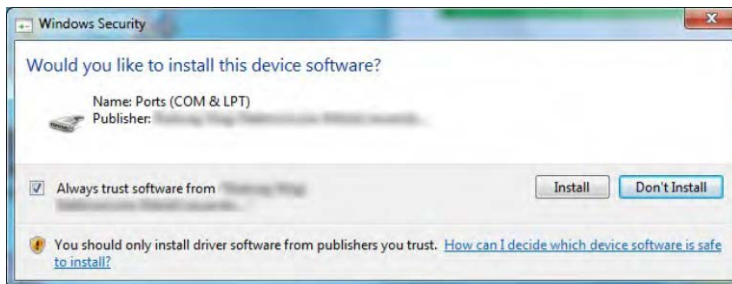 Windows Security
Would you like to install this device software?
Name: Ports (COM & LPT)
Publisher:
Always trust software from
Install
Don't Install
You should only install driver software from publishers you trust. How can I decide which device software is safe
to install?